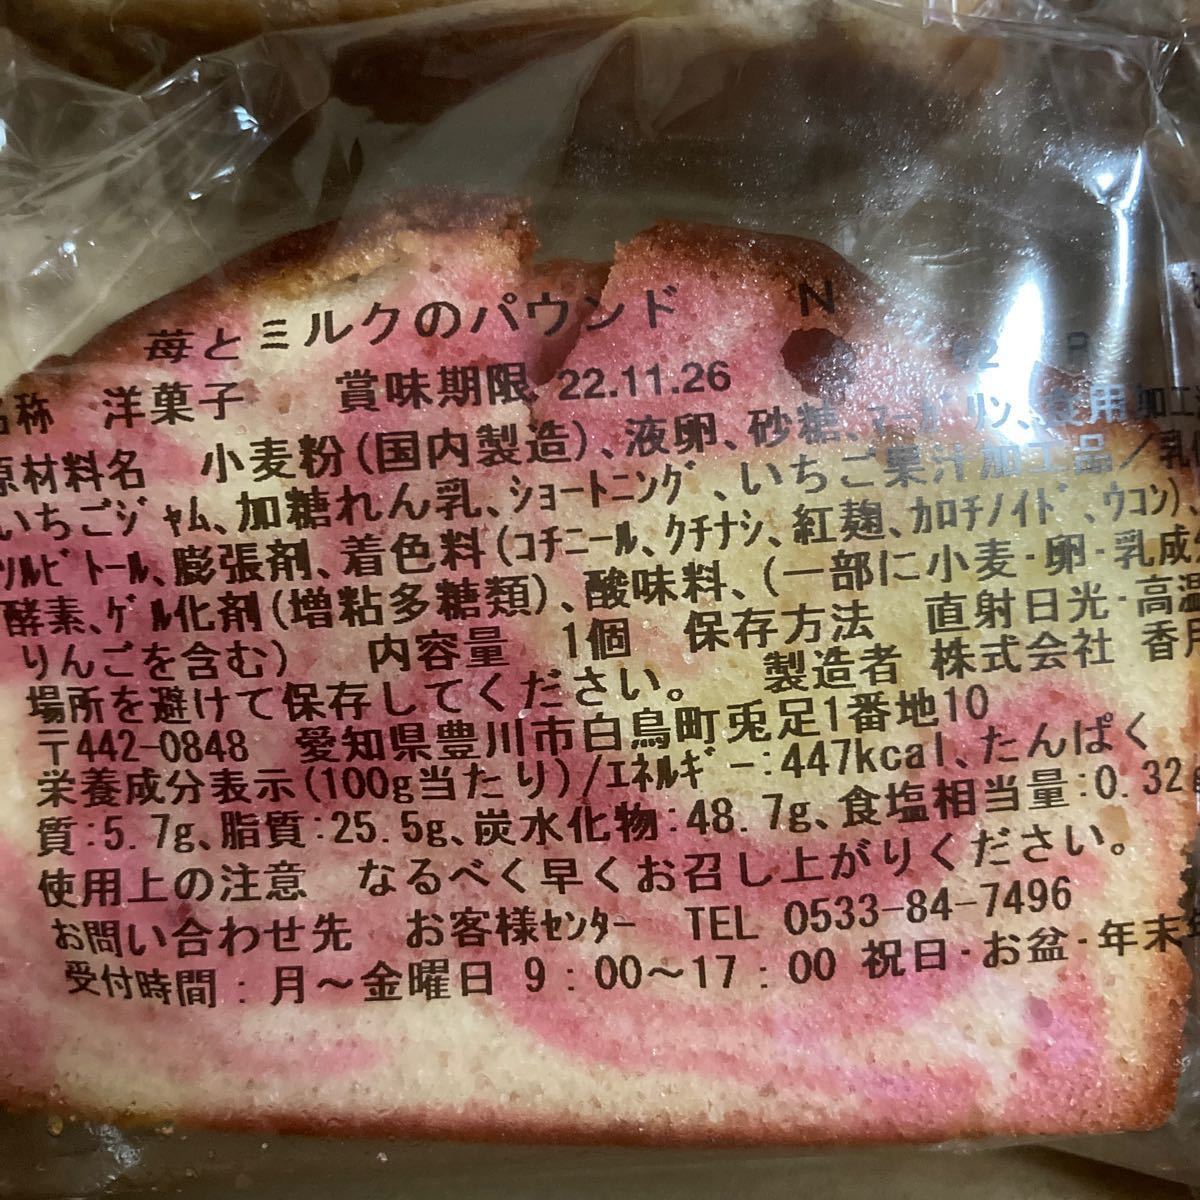 苺とミルクのパウンド N
名称 洋菓子 賞味期限 22.11.26
原材料名 小麦粉(国内製造)、液卵、砂糖、ﾏｰｶﾞﾘﾝ、食用加工
いちごｼﾞｬﾑ、加糖れん乳、ｼｮｰﾄﾆﾝｸﾞ、いちご果汁加工品/乳
ｿﾙﾋﾞﾄｰﾙ、膨張剤、着色料(ｺﾁﾆｰﾙ、ｸﾁﾅｼ、紅麹、ｶﾛﾁﾉｲﾄﾞ、ｳｺﾝ)、
酵素、ｹﾞﾙ化剤(増粘多糖類)、酸味料、(一部に小麦・卵・乳成分
りんごを含む) 内容量 1個 保存方法 直射日光・高温
場所を避けて保存してください。 製造者 株式会社 香月
〒442-0848 愛知県豊川市白鳥町兎足1番地10
栄養成分表示(100g当たり)/ｴﾈﾙｷﾞｰ:447kcal、たんぱく
質:5.7g、脂質:25.5g、炭水化物:48.7g、食塩相当量:0.32g
使用上の注意 なるべく早くお召し上がりください。
お問い合わせ先 お客様ｾﾝﾀｰ TEL 0533-84-7496
受付時間:月〜金曜日 9:00〜17:00 祝日・お盆・年末